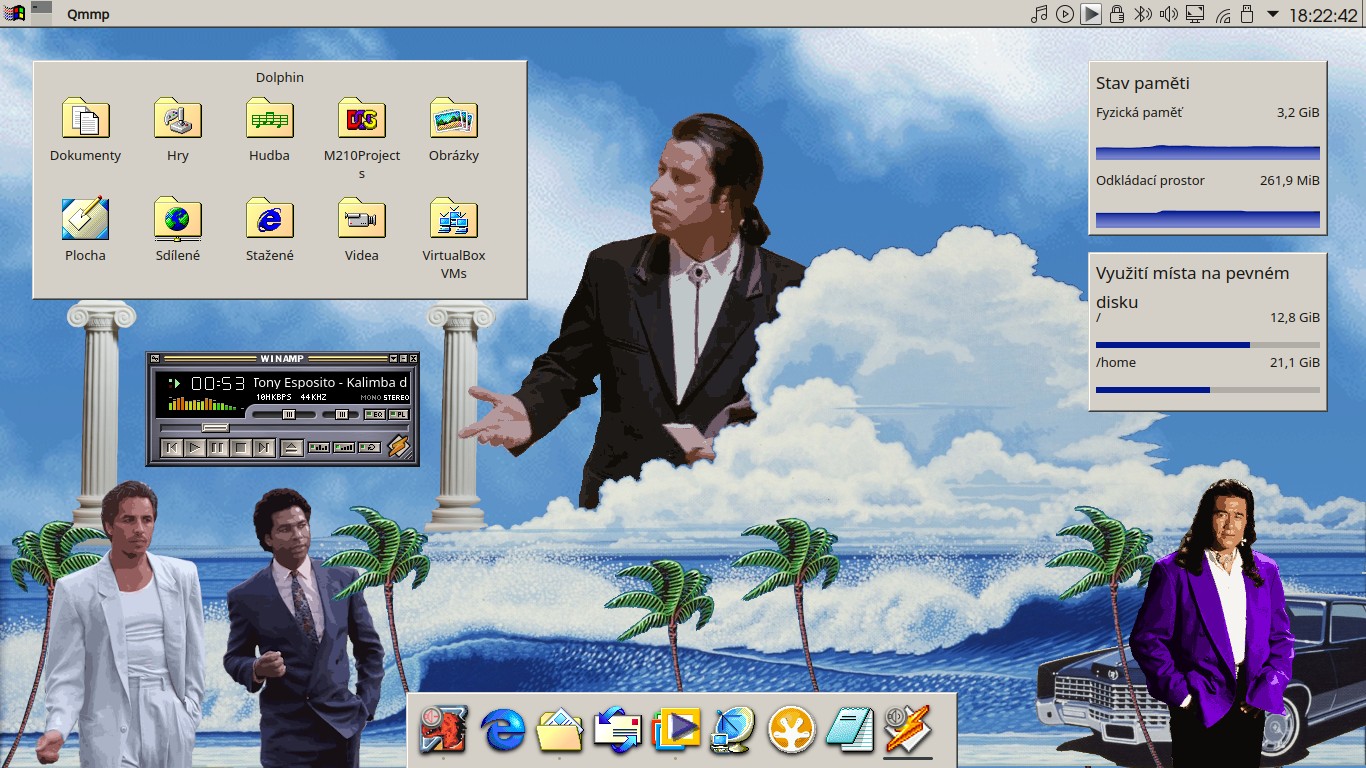 Qmmp
18:22:42
Dolphin
Dokumenty
Hry
Hudba
M210Project
s
Obrázky
Plocha
Sdílené
Stažené
Videa
VirtualBox
VMs
Stav paměti
Fyzická paměť 3,2 GiB
Odkládací prostor 261,9 MiB
Využití místa na pevném
disku
/ 12,8 GiB
/home 21,1 GiB
WINAMP
00:53 Tony Esposito - Kalimba d
10HKBPS 44KHZ MONO STEREO
EQ PL